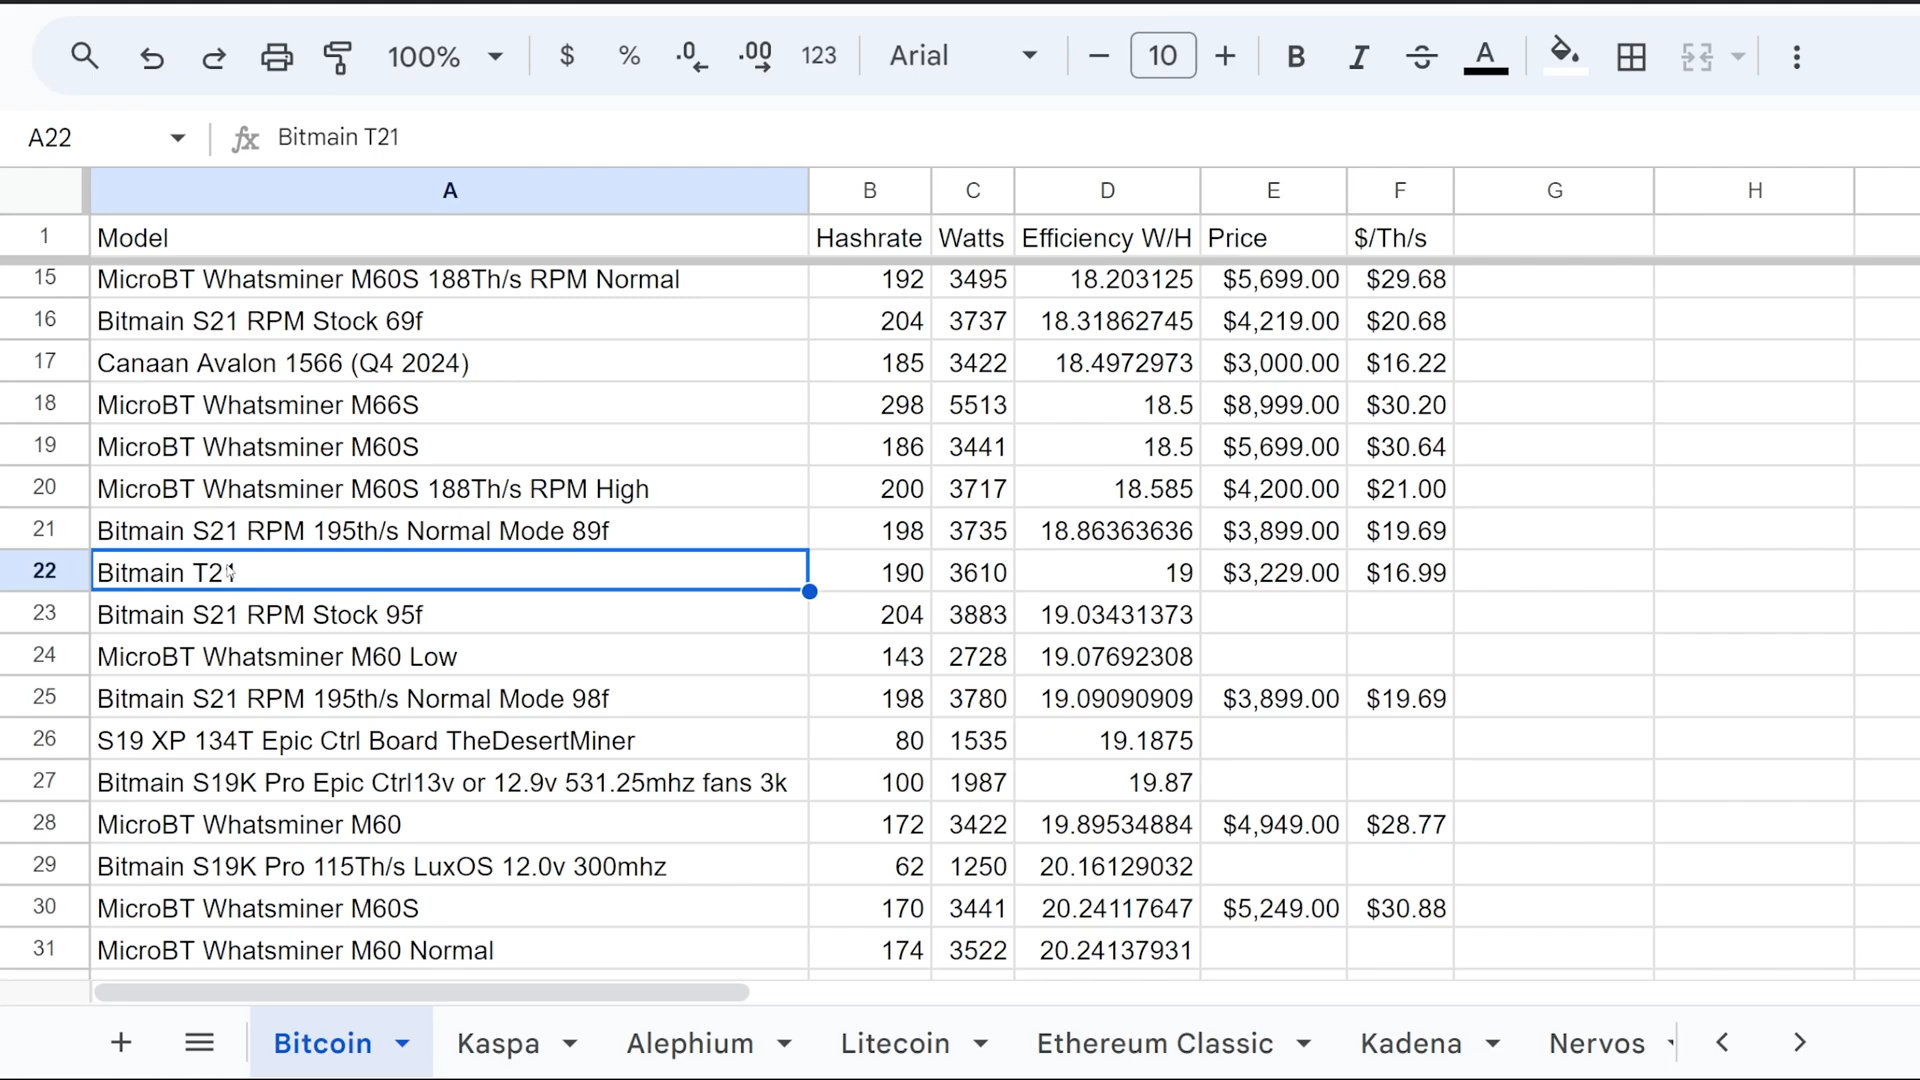 100% $ % .0 .00 123 Arial 10 B I S A
A22 fx Bitmain T21
A B C D E F G H
1 Model Hashrate Watts Efficiency W/H Price $/Th/s
15 MicroBT Whatsminer M60S 188Th/s RPM Normal 192 3495 18.203125 $5,699.00 $29.68
16 Bitmain S21 RPM Stock 69f 204 3737 18.31862745 $4,219.00 $20.68
17 Canaan Avalon 1566 (Q4 2024) 185 3422 18.4972973 $3,000.00 $16.22
18 MicroBT Whatsminer M66S 298 5513 18.5 $8,999.00 $30.20
19 MicroBT Whatsminer M60S 186 3441 18.5 $5,699.00 $30.64
20 MicroBT Whatsminer M60S 188Th/s RPM High 200 3717 18.585 $4,200.00 $21.00
21 Bitmain S21 RPM 195th/s Normal Mode 89f 198 3735 18.86363636 $3,899.00 $19.69
22 Bitmain T21 190 3610 19 $3,229.00 $16.99
23 Bitmain S21 RPM Stock 95f 204 3883 19.03431373
24 MicroBT Whatsminer M60 Low 143 2728 19.07692308
25 Bitmain S21 RPM 195th/s Normal Mode 98f 198 3780 19.09090909 $3,899.00 $19.69
26 S19 XP 134T Epic Ctrl Board TheDesertMiner 80 1535 19.1875
27 Bitmain S19K Pro Epic Ctrl13v or 12.9v 531.25mhz fans 3k 100 1987 19.87
28 MicroBT Whatsminer M60 172 3422 19.89534884 $4,949.00 $28.77
29 Bitmain S19K Pro 115Th/s LuxOS 12.0v 300mhz 62 1250 20.16129032
30 MicroBT Whatsminer M60S 170 3441 20.24117647 $5,249.00 $30.88
31 MicroBT Whatsminer M60 Normal 174 3522 20.24137931
Bitcoin Kaspa Alephium Litecoin Ethereum Classic Kadena Nervos